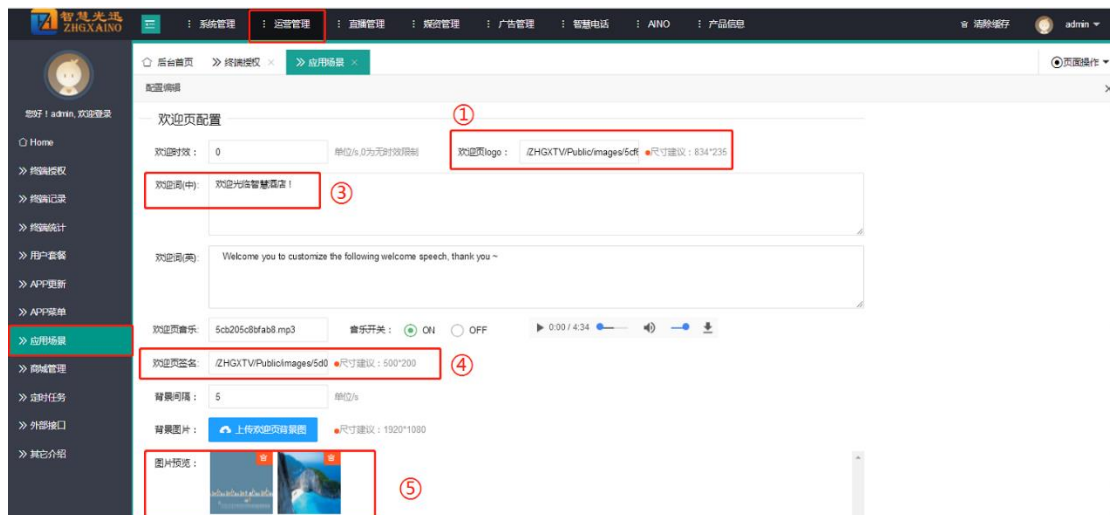 智慧光迅
ZHGXAINO
系统管理 运营管理 直播管理 媒资管理 广告管理 智慧电话 AINO 产品信息 清除缓存 admin
后台首页 终端授权 × 应用场景 × 页面操作
配置编辑 ×
您好！admin, 欢迎登录
Home
终端授权
终端记录
终端统计
用户套餐
APP更新
APP菜单
应用场景
商城管理
定时任务
外部接口
其它介绍
欢迎页配置
①
欢迎时效： 0 单位/s,0为无时效限制 欢迎页logo： /ZHGXTV/Public/images/5cf6 尺寸建议：834*236
欢迎词(中): 欢迎光临智慧酒店！
③
欢迎词(英): Welcome you to customize the following welcome speech, thank you ~
欢迎页音乐: 5cb205c8bfab8.mp3 音乐开关： ON OFF 0:00 / 4:34
欢迎页签名: /ZHGXTV/Public/images/5d0 尺寸建议：500*200
④
背景间隔： 5 单位/s
背景图片： 上传欢迎页背景图 尺寸建议：1920*1080
图片预览：
⑤